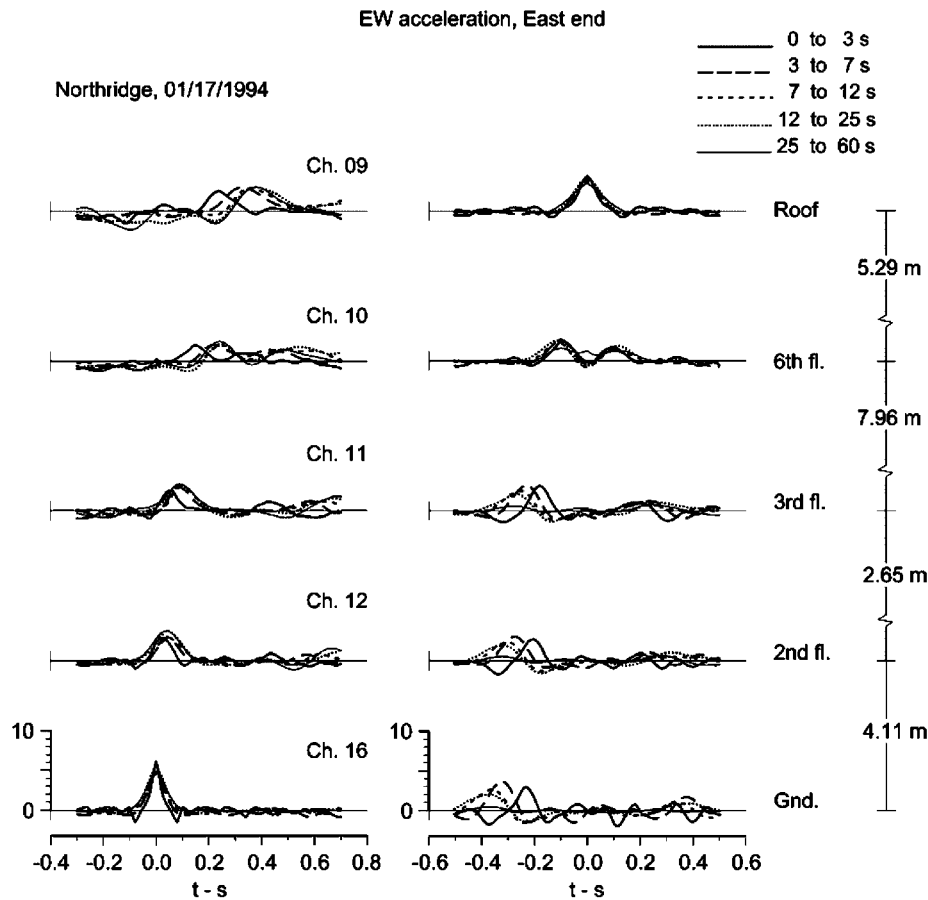 EW acceleration, East end
0 to 3 s
3 to 7 s
7 to 12 s
12 to 25 s
25 to 60 s
Northridge, 01/17/1994
Ch. 09
Roof
5.29 m
Ch. 10
6th fl.
7.96 m
Ch. 11
3rd fl.
2.65 m
Ch. 12
2nd fl.
4.11 m
10
Ch. 16
10
0
0
Gnd.
-0.4 -0.2 0.0 0.2 0.4 0.6 0.8
-0.6 -0.4 -0.2 0.0 0.2 0.4 0.6
t - s
t - s